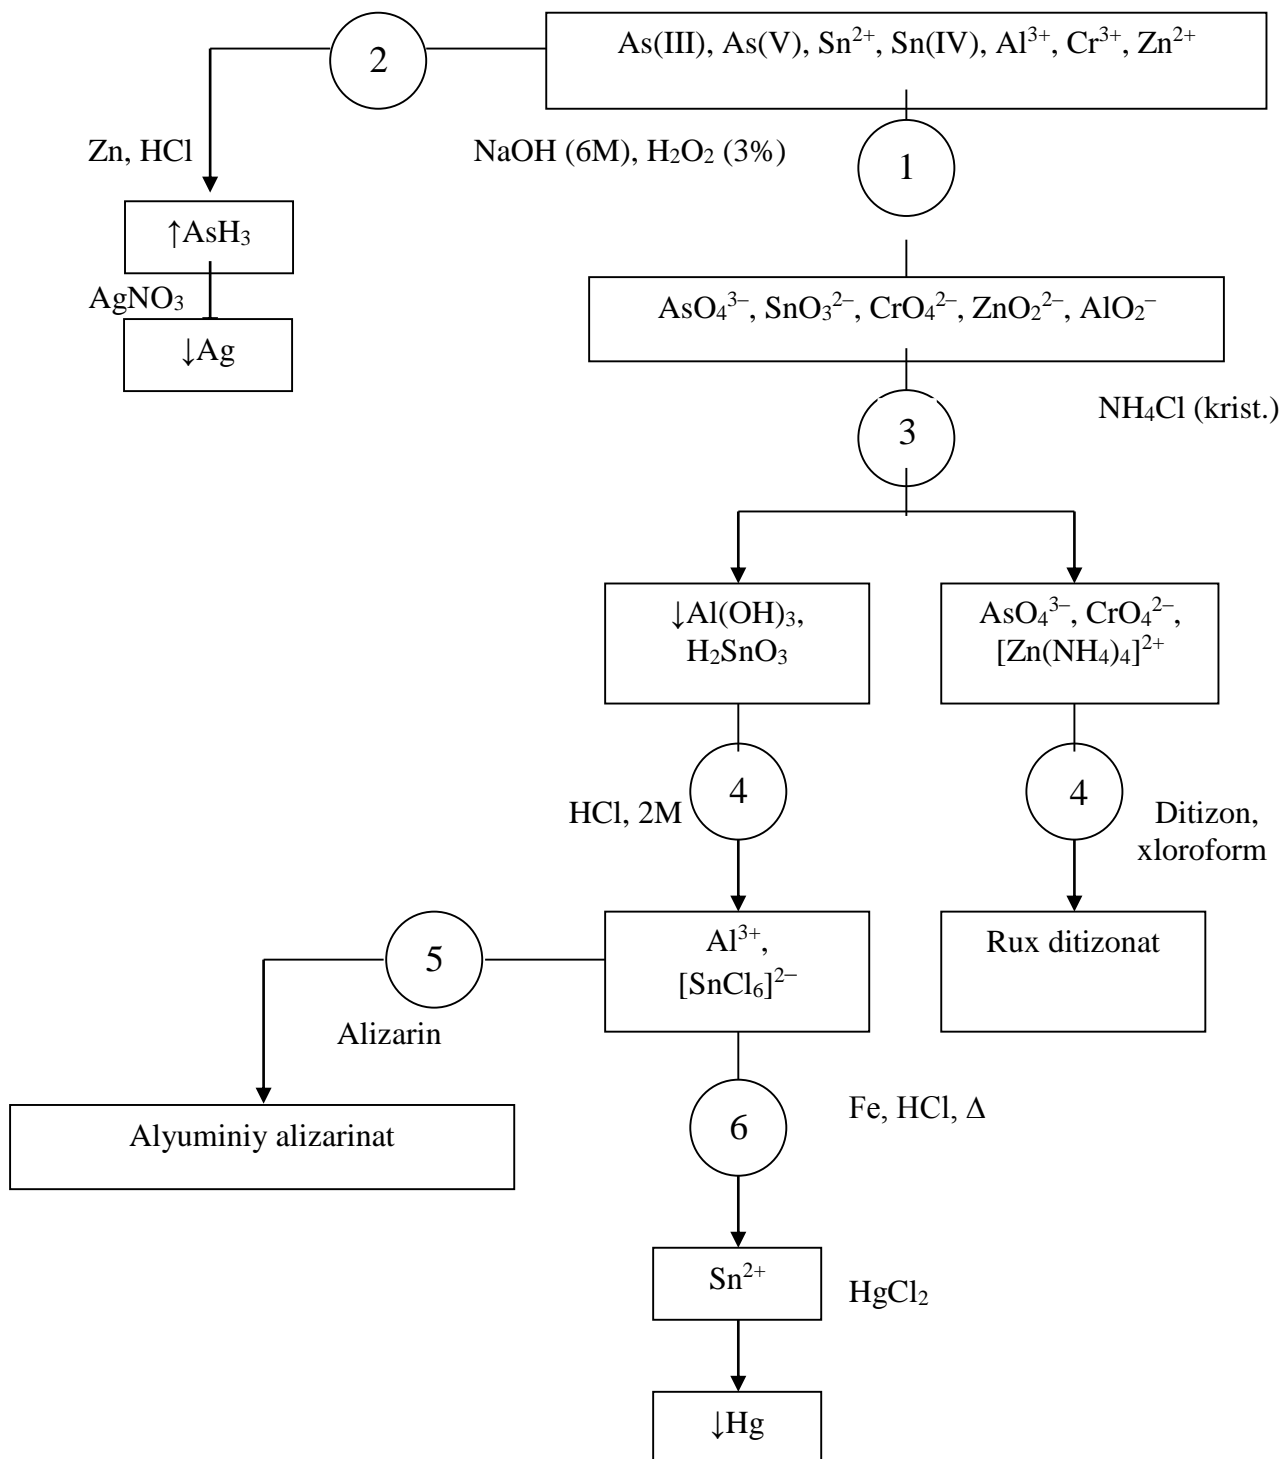 As(III), As(V), Sn²⁺, Sn(IV), Al³⁺, Cr³⁺, Zn²⁺
2
Zn, HCl
NaOH (6M), H₂O₂ (3%)
1
↑AsH₃
AgNO₃
↓Ag
AsO₄³⁻, SnO₃²⁻, CrO₄²⁻, ZnO₂²⁻, AlO₂⁻
NH₄Cl (krist.)
3
↓Al(OH)₃,
H₂SnO₃
AsO₄³⁻, CrO₄²⁻,
[Zn(NH₄)₄]²⁺
4
HCl, 2M
4
Ditizon,
xloroform
Al³⁺,
[SnCl₆]²⁻
Rux ditizonat
5
Alizarin
Alyuminiy alizarinat
6
Fe, HCl, Δ
Sn²⁺
HgCl₂
↓Hg